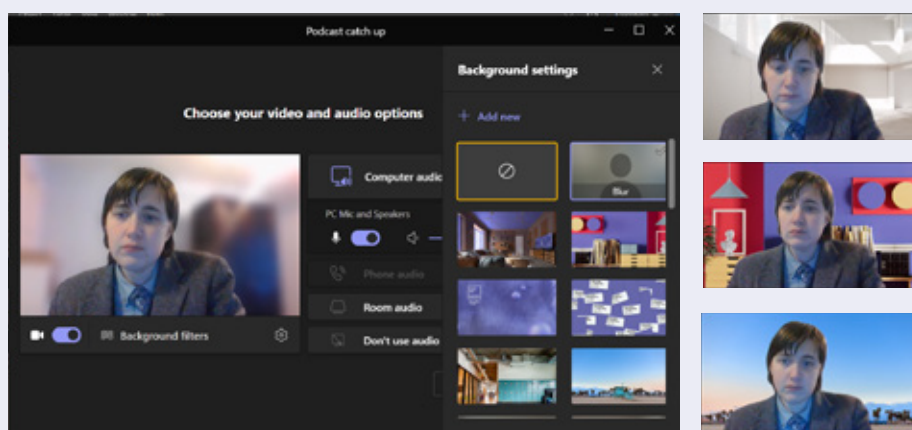 Podcast catch up
Background settings
+ Add new
Choose your video and audio options
Computer audio
Blur
PC Mic and Speakers
Phone audio
Room audio
Background filters
Don't use audio